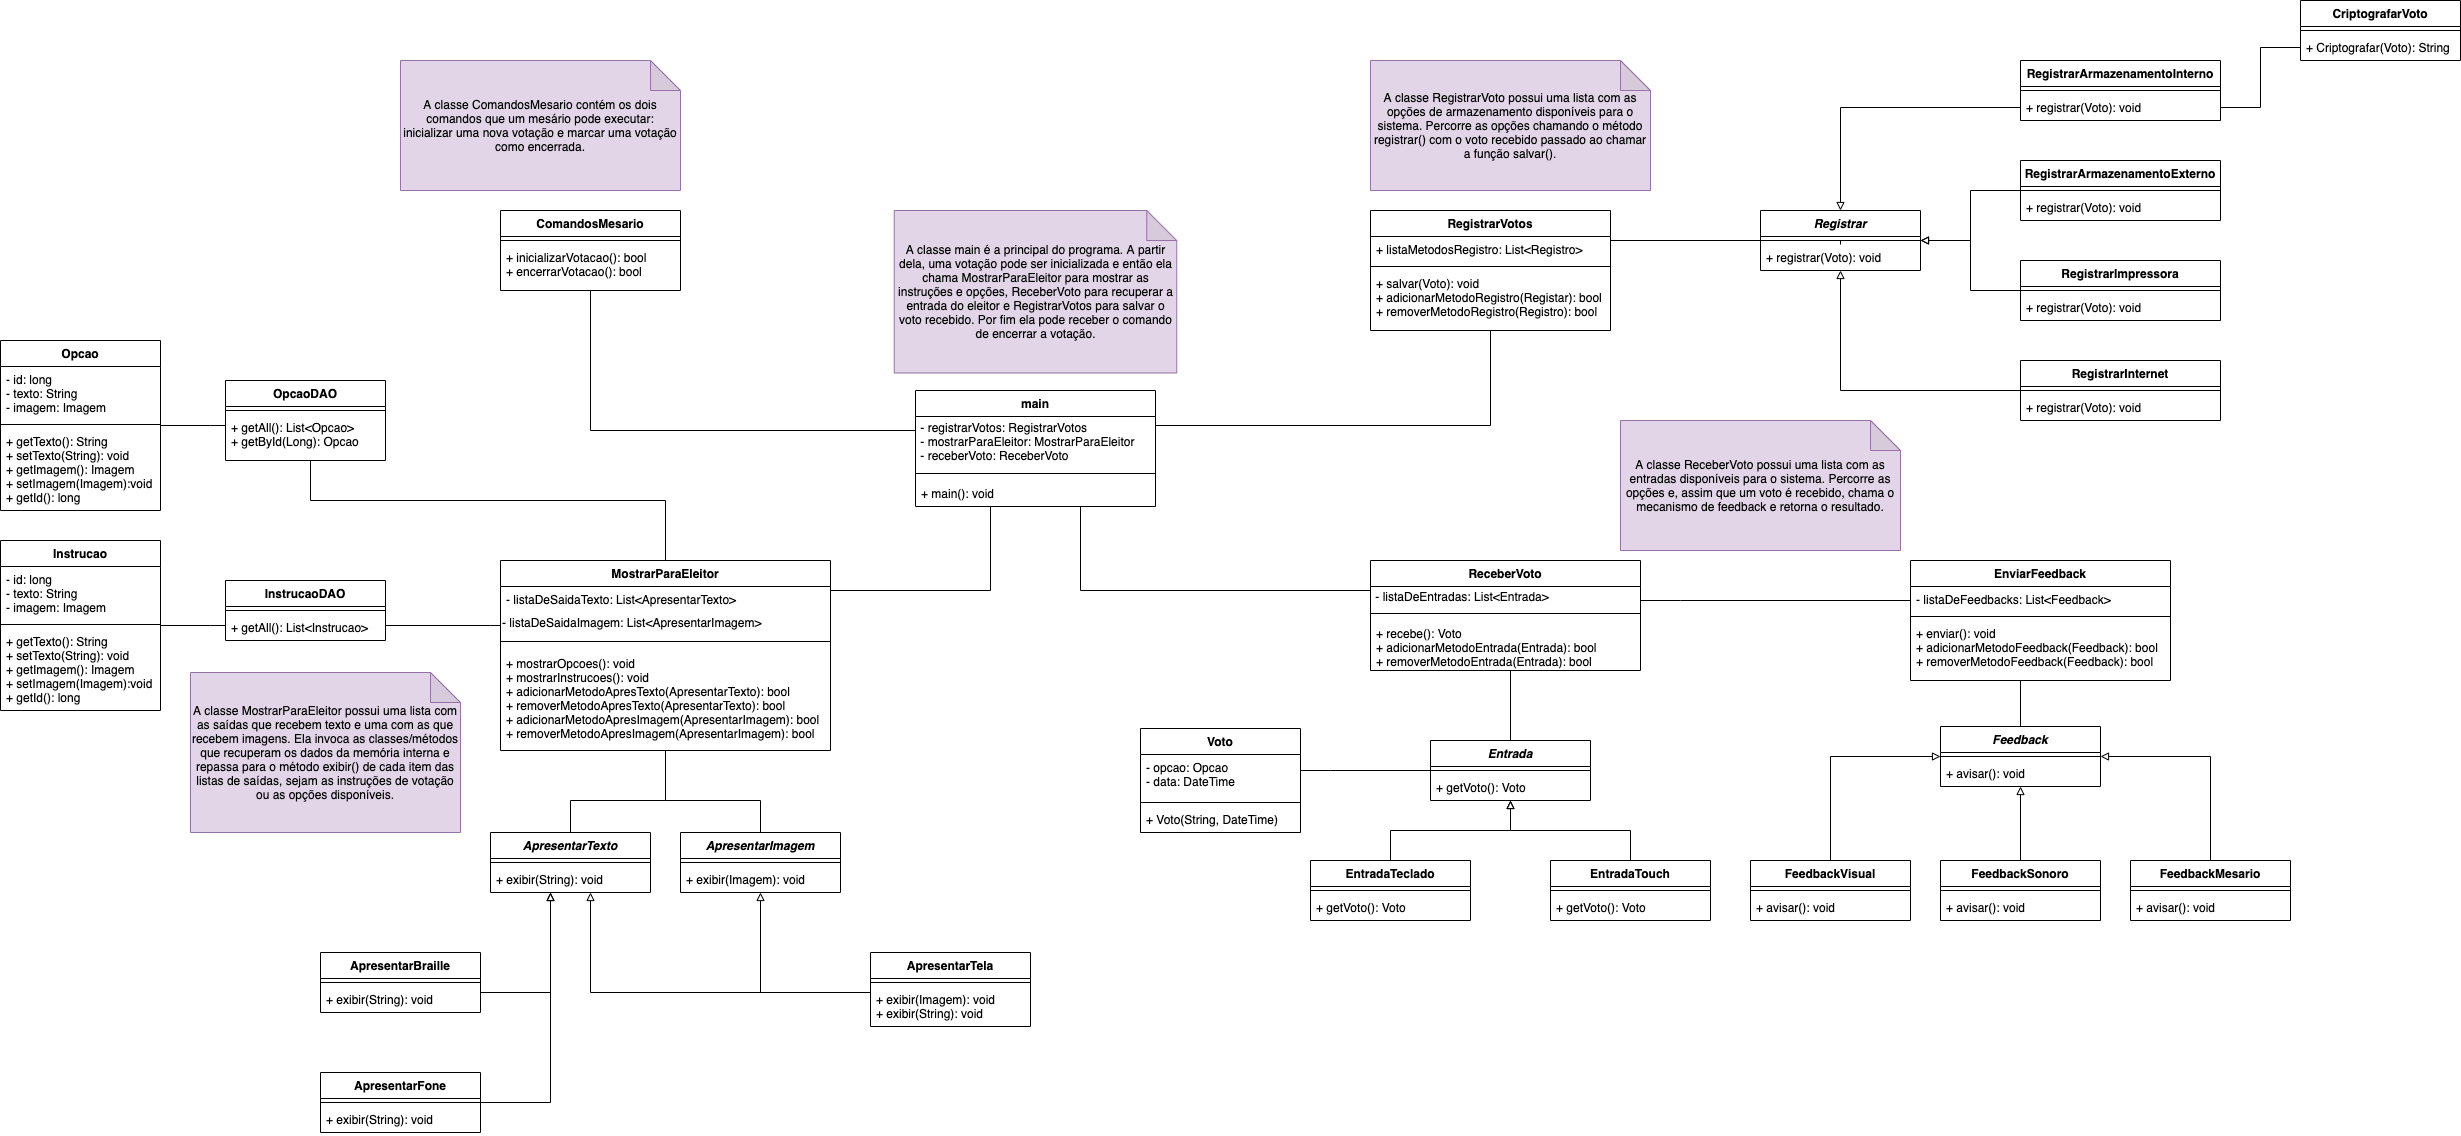 CriptografarVoto
+ Criptografar(Voto): String
A classe ComandosMesario contém os dois
comandos que um mesário pode executar:
inicializar uma nova votação e marcar uma votação
como encerrada.
A classe RegistrarVoto possui uma lista com as
opções de armazenamento disponíveis para o
sistema. Percorre as opções chamando o método
registrar() com o voto recebido passado ao chamar
a função salvar().
RegistrarArmazenamentoInterno
+ registrar(Voto): void
RegistrarArmazenamentoExterno
+ registrar(Voto): void
ComandosMesario
+ inicializarVotacao(): bool
+ encerrarVotacao(): bool
A classe main é a principal do programa. A partir
dela, uma votação pode ser inicializada e então ela
chama MostrarParaEleitor para mostrar as
instruções e opções, ReceberVoto para recuperar a
entrada do eleitor e RegistrarVotos para salvar o
voto recebido. Por fim ela pode receber o comando
de encerrar a votação.
RegistrarVotos
+ listaMetodosRegistro: List<Registro>
+ salvar(Voto): void
+ adicionarMetodoRegistro(Registar): bool
+ removerMetodoRegistro(Registro): bool
Registrar
+ registrar(Voto): void
RegistrarImpressora
+ registrar(Voto): void
RegistrarInternet
+ registrar(Voto): void
Opcao
- id: long
- texto: String
- imagem: Imagem
+ getTexto(): String
+ setTexto(String): void
+ getImagem(): Imagem
+ setImagem(Imagem):void
+ getId(): long
OpcaoDAO
+ getAll(): List<Opcao>
+ getById(Long): Opcao
main
- registrarVotos: RegistrarVotos
- mostrarParaEleitor: MostrarParaEleitor
- receberVoto: ReceberVoto
+ main(): void
A classe ReceberVoto possui uma lista com as
entradas disponíveis para o sistema. Percorre as
opções e, assim que um voto é recebido, chama o
mecanismo de feedback e retorna o resultado.
Instrucao
- id: long
- texto: String
- imagem: Imagem
+ getTexto(): String
+ setTexto(String): void
+ getImagem(): Imagem
+ setImagem(Imagem):void
+ getId(): long
InstrucaoDAO
+ getAll(): List<Instrucao>
MostrarParaEleitor
- listaDeSaidaTexto: List<ApresentarTexto>
- listaDeSaidaImagem: List<ApresentarImagem>
+ mostrarOpcoes(): void
+ mostrarInstrucoes(): void
+ adicionarMetodoApresTexto(ApresentarTexto): bool
+ removerMetodoApresTexto(ApresentarTexto): bool
+ adicionarMetodoApresImagem(ApresentarImagem): bool
+ removerMetodoApresImagem(ApresentarImagem): bool
ReceberVoto
- listaDeEntradas: List<Entrada>
+ recebe(): Voto
+ adicionarMetodoEntrada(Entrada): bool
+ removerMetodoEntrada(Entrada): bool
EnviarFeedback
- listaDeFeedbacks: List<Feedback>
+ enviar(): void
+ adicionarMetodoFeedback(Feedback): bool
+ removerMetodoFeedback(Feedback): bool
A classe MostrarParaEleitor possui uma lista com
as saídas que recebem texto e uma com as que
recebem imagens. Ela invoca as classes/métodos
que recuperam os dados da memória interna e
repassa para o método exibir() de cada item das
listas de saídas, sejam as instruções de votação
ou as opções disponíveis.
Voto
- opcao: Opcao
- data: DateTime
+ Voto(String, DateTime)
Entrada
+ getVoto(): Voto
Feedback
+ avisar(): void
ApresentarTexto
+ exibir(String): void
ApresentarImagem
+ exibir(Imagem): void
EntradaTeclado
+ getVoto(): Voto
EntradaTouch
+ getVoto(): Voto
FeedbackVisual
+ avisar(): void
FeedbackSonoro
+ avisar(): void
FeedbackMesario
+ avisar(): void
ApresentarBraille
+ exibir(String): void
ApresentarTela
+ exibir(Imagem): void
+ exibir(String): void
ApresentarFone
+ exibir(String): void